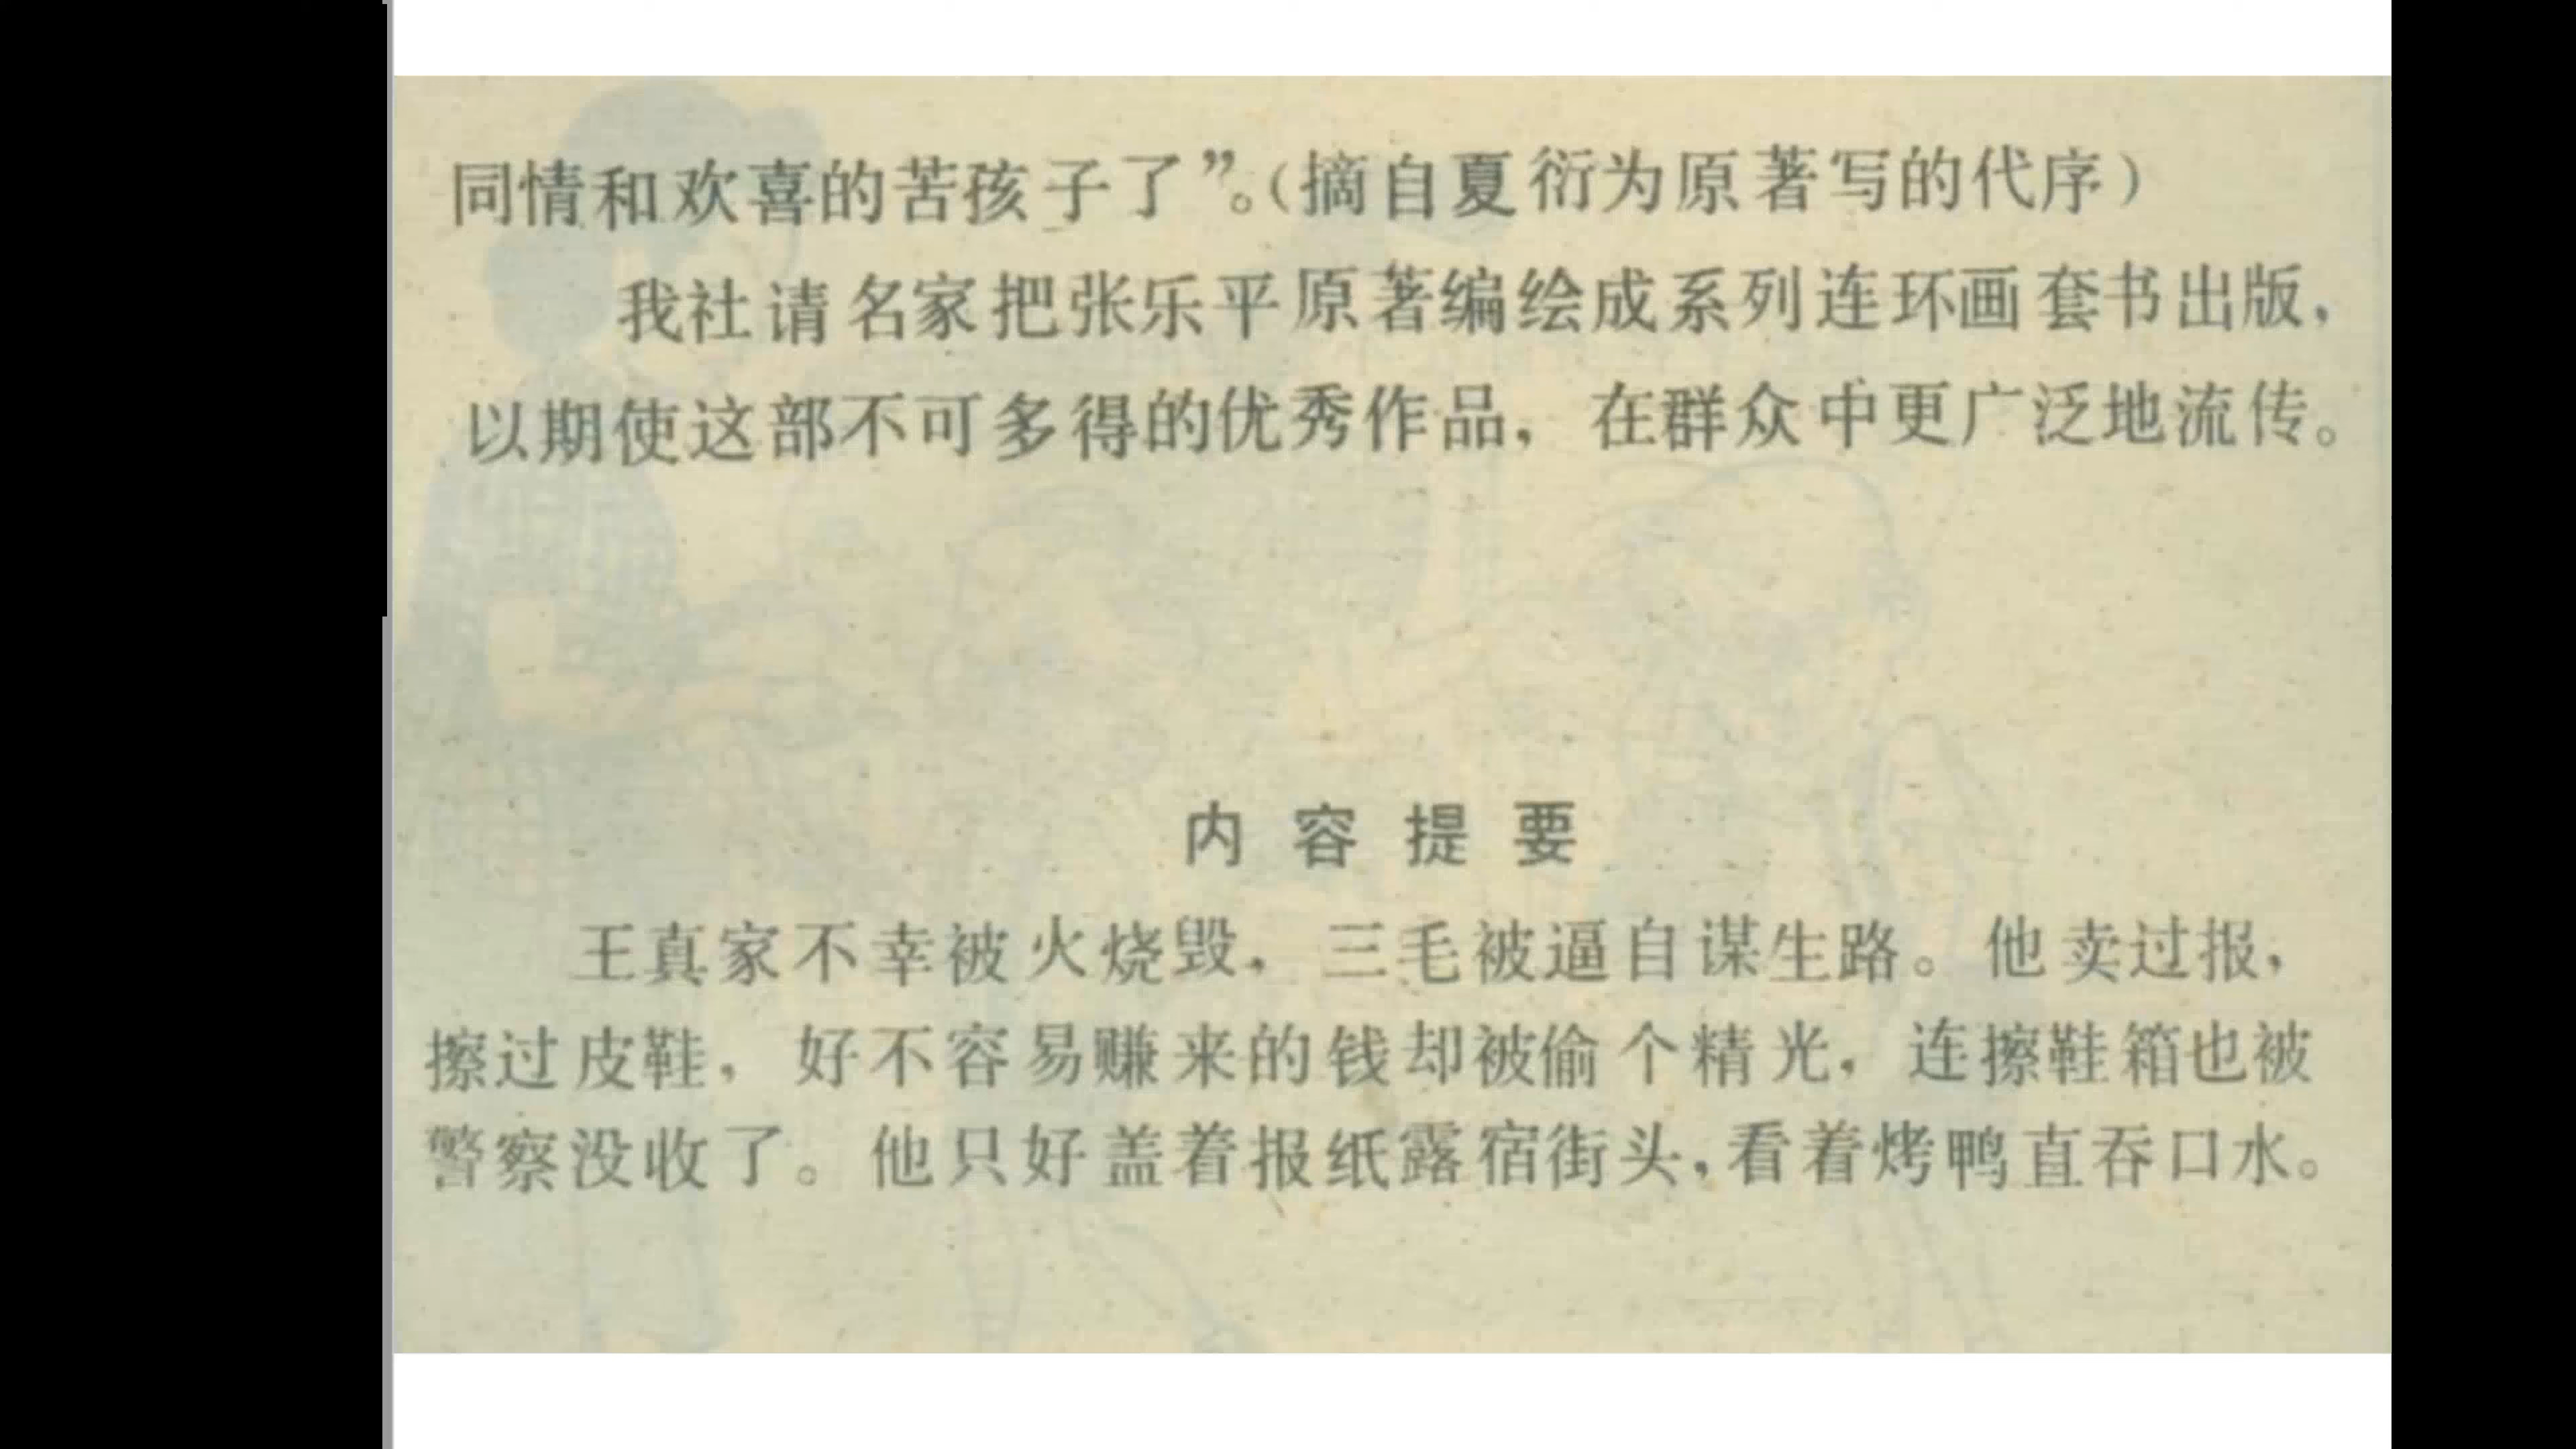 同情和欢喜的苦孩子了”。（摘自夏衍为原著写的代序）
我社请名家把张乐平原著编绘成系列连环画套书出版，
以期使这部不可多得的优秀作品，在群众中更广泛地流传。
内容提要
王真家不幸被火烧毁，三毛被逼自谋生路。他卖过报，
擦过皮鞋，好不容易赚来的钱却被偷个精光，连擦鞋箱也被
警察没收了。他只好盖着报纸露宿街头，看着烤鸭直吞口水。